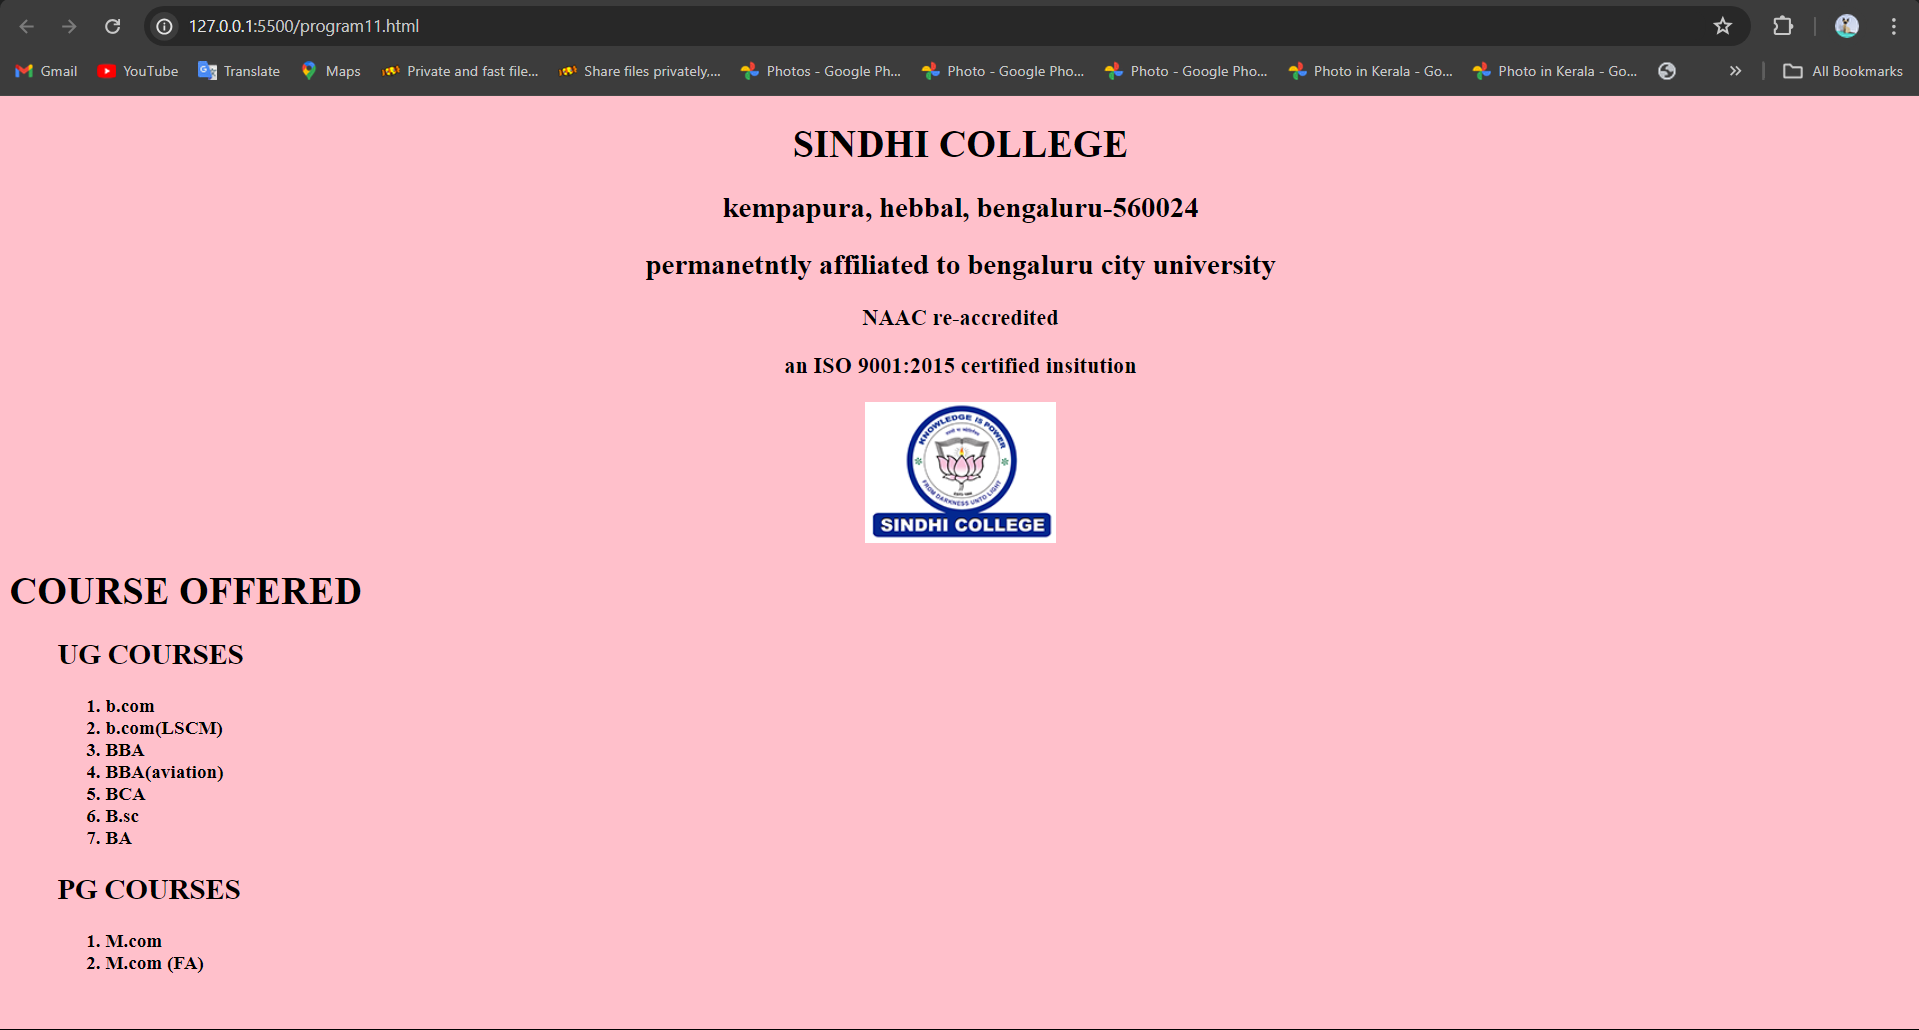 127.0.0.1:5500/program11.html
Gmail YouTube Translate Maps Private and fast file... Share files privately,... Photos - Google Ph... Photo - Google Pho... Photo - Google Pho... Photo in Kerala - Go... Photo in Kerala - Go... All Bookmarks
SINDHI COLLEGE
kempapura, hebbal, bengaluru-560024
permanetntly affiliated to bengaluru city university
NAAC re-accredited
an ISO 9001:2015 certified insitution
KNOWLEDGE IS POWER
FROM DARKNESS UNTO LIGHT
SINDHI COLLEGE
COURSE OFFERED
UG COURSES
1. b.com
2. b.com(LSCM)
3. BBA
4. BBA(aviation)
5. BCA
6. B.sc
7. BA
PG COURSES
1. M.com
2. M.com (FA)